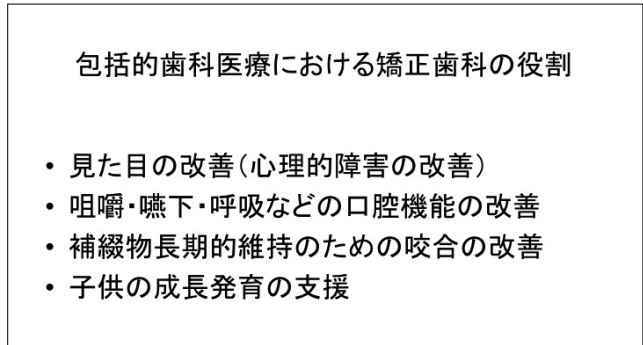 包括的歯科医療における矯正歯科の役割
• 見た目の改善（心理的障害の改善）
• 咀嚼・嚥下・呼吸などの口腔機能の改善
• 補綴物長期的維持のための咬合の改善
• 子供の成長発育の支援